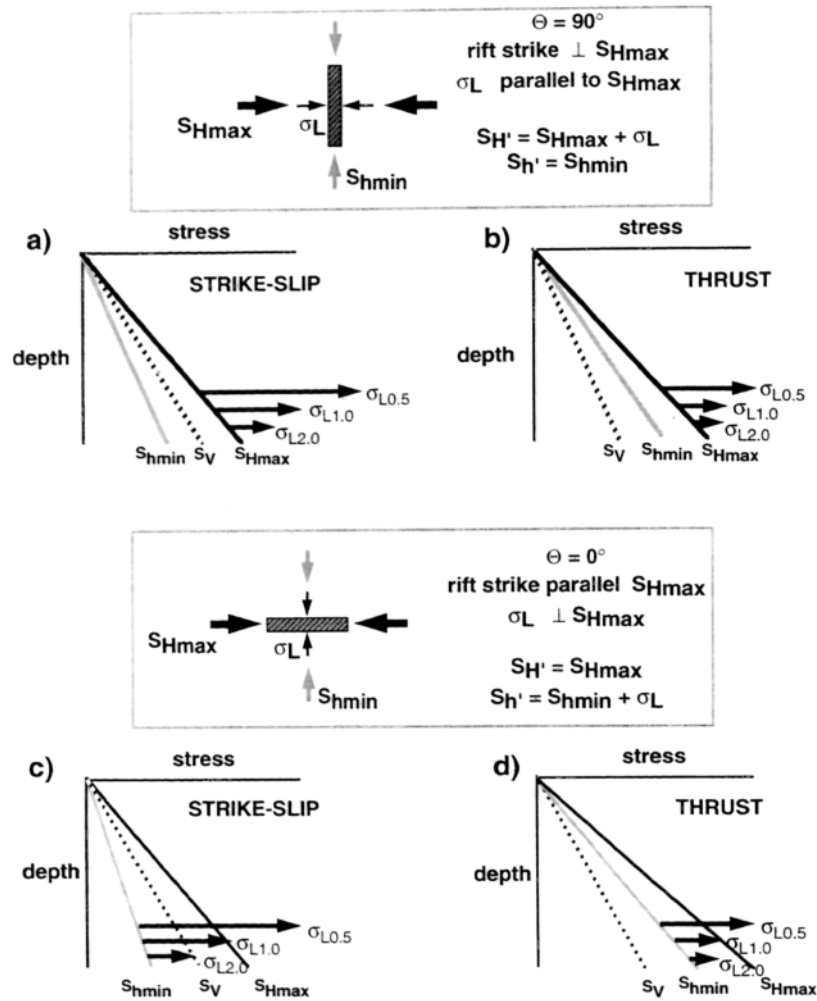 Θ = 90°
rift strike ⊥ SHmax
σL parallel to SHmax
SHmax
σL
Shmin
SH' = SHmax + σL
Sh' = Shmin
a)
stress
STRIKE-SLIP
depth
σL0.5
σL1.0
σL2.0
Shmin
SV
SHmax
b)
stress
THRUST
depth
σL0.5
σL1.0
σL2.0
SV
Shmin
SHmax
Θ = 0°
rift strike parallel SHmax
σL ⊥ SHmax
SHmax
σL
Shmin
SH' = SHmax
Sh' = Shmin + σL
c)
stress
STRIKE-SLIP
depth
σL0.5
σL1.0
σL2.0
Shmin
SV
SHmax
d)
stress
THRUST
depth
σL0.5
σL1.0
σL2.0
SV
Shmin
SHmax